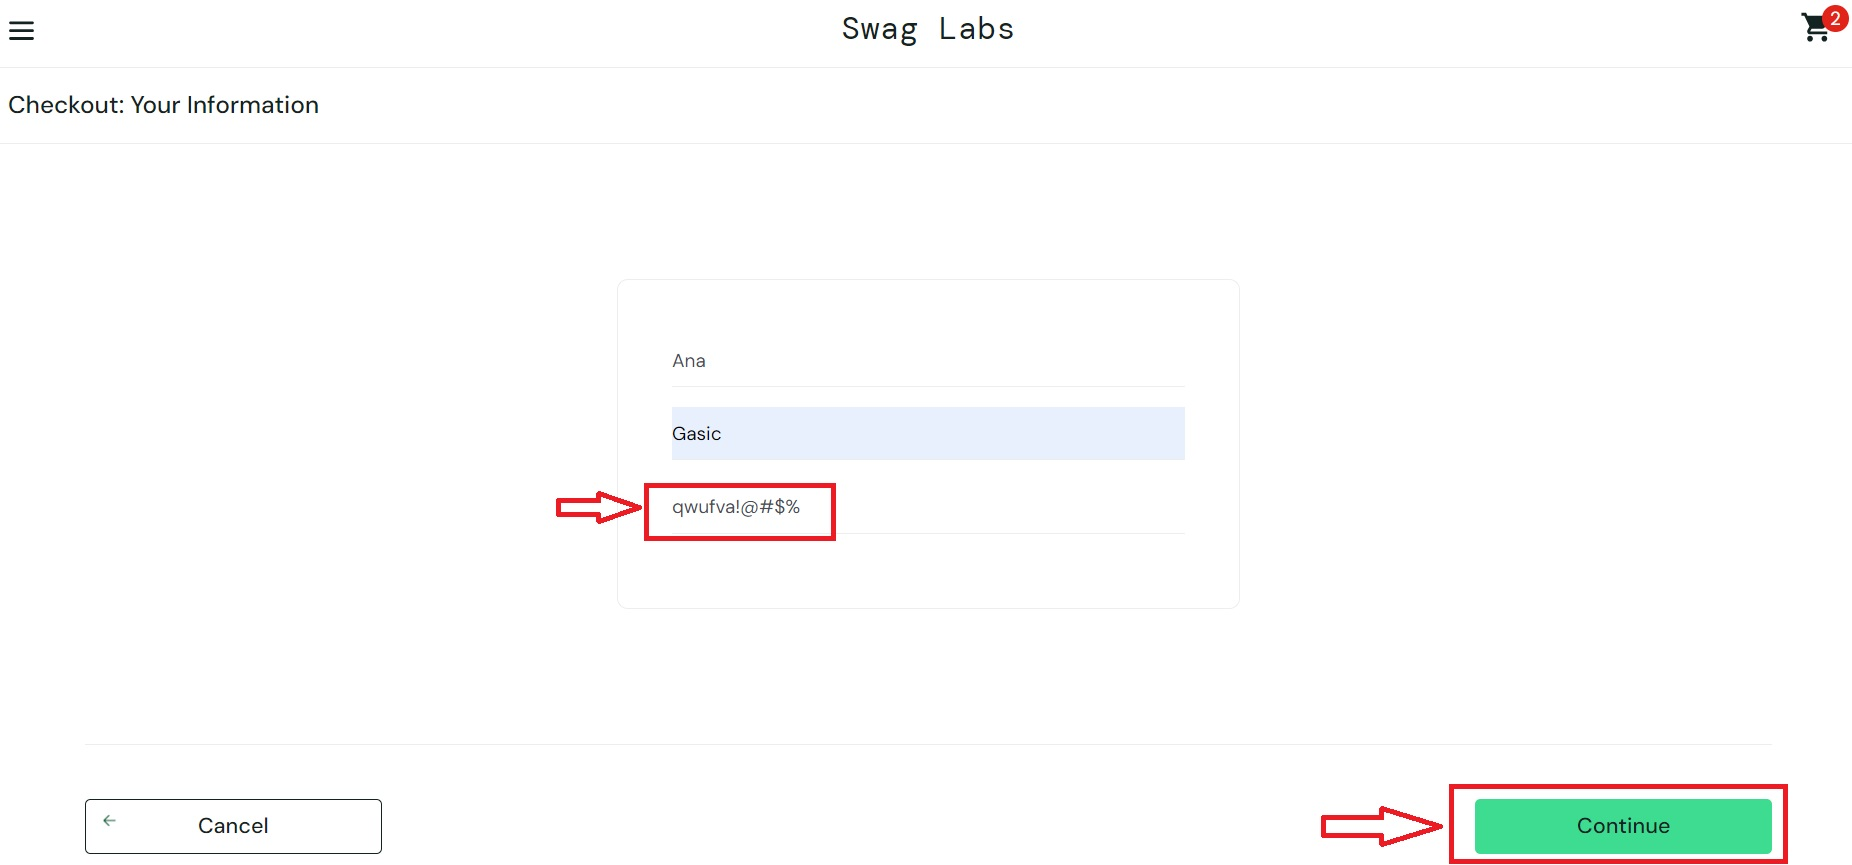 Swag Labs
2
Checkout: Your Information
Ana
Gasic
qwufva!@#$%
Cancel
Continue